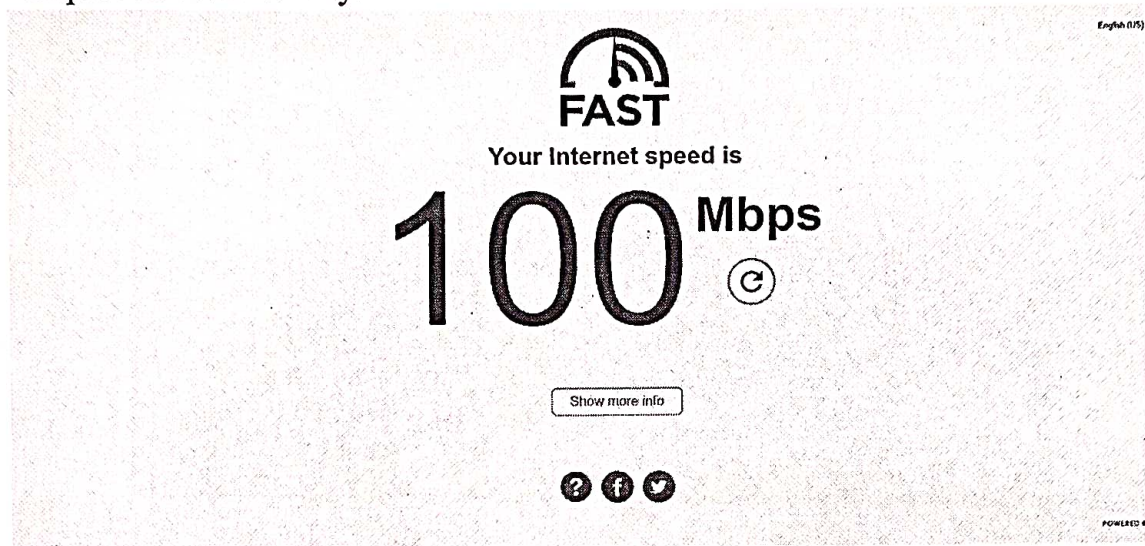 English (US)
FAST
Your Internet speed is
100 Mbps
Show more info
?
f
POWERED